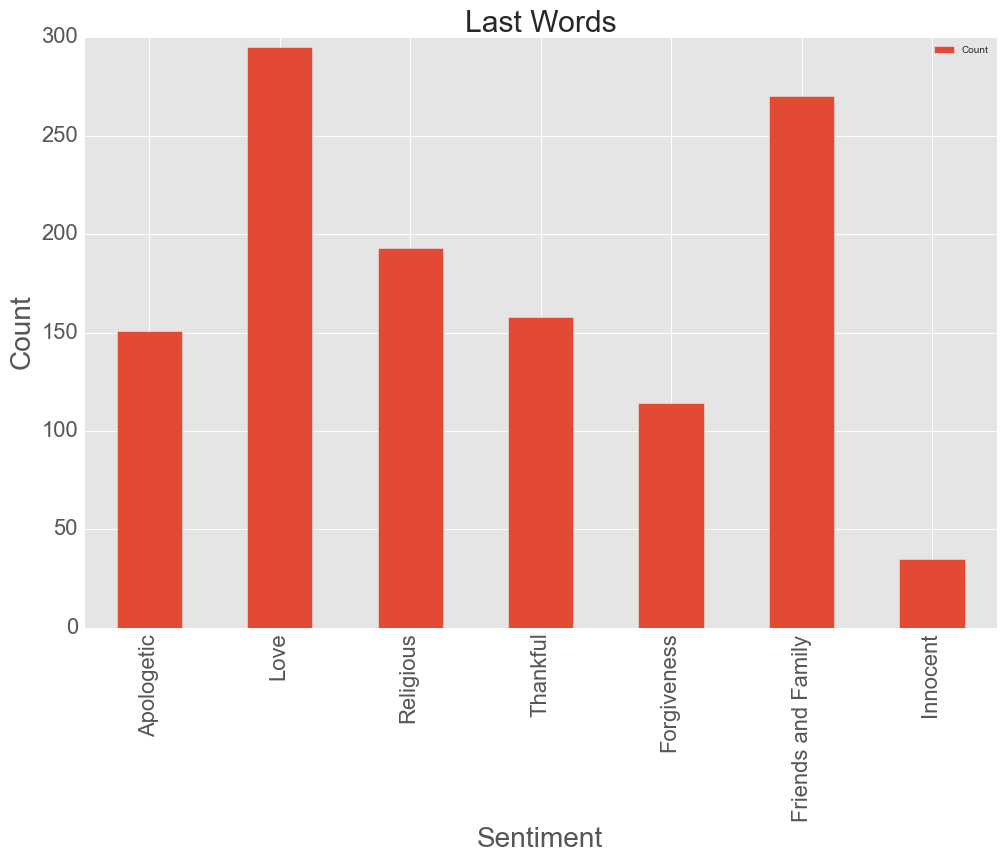 Last Words
Count
300
250
200
150
100
50
0
Count
Apologetic
Love
Religious
Thankful
Forgiveness
Friends and Family
Innocent
Sentiment